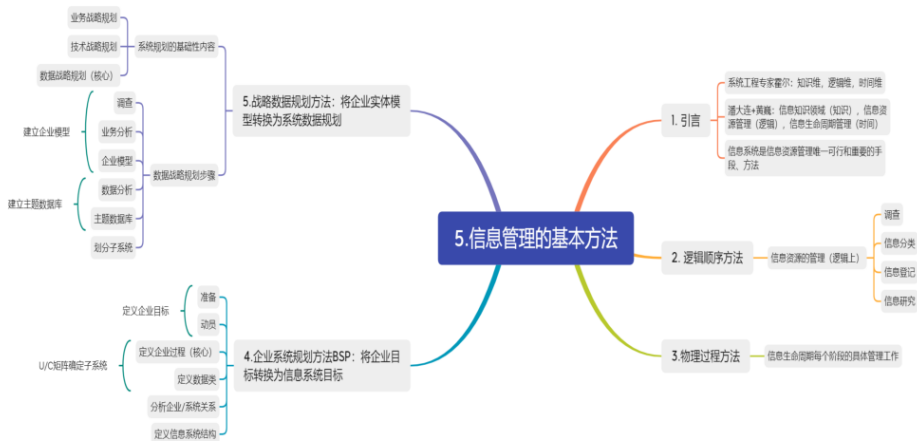 5.信息管理的基本方法
1. 引言
系统工程专家霍尔：知识维，逻辑维，时间维
潘大连+黄巍：信息知识领域（知识），信息资
源管理（逻辑），信息生命周期管理（时间）
信息系统是信息资源管理唯一可行和重要的手
段、方法
2. 逻辑顺序方法
信息资源的管理（逻辑上）
调查
信息分类
信息登记
信息研究
3.物理过程方法
信息生命周期每个阶段的具体管理工作
4.企业系统规划方法BSP：将企业目
标转换为信息系统目标
准备
动员
定义企业目标
定义企业过程（核心）
定义数据类
U/C矩阵确定子系统
分析企业/系统关系
定义信息系统结构
5.战略数据规划方法：将企业实体模
型转换为系统数据规划
系统规划的基础性内容
业务战略规划
技术战略规划
数据战略规划（核心）
数据战略规划步骤
调查
业务分析
企业模型
建立企业模型
数据分析
主题数据库
建立主题数据库
划分子系统